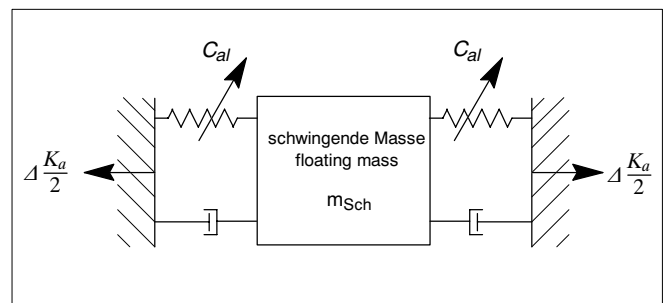 C_al
C_al
schwingende Masse
floating mass
m_Sch
Δ K_a/2
Δ K_a/2